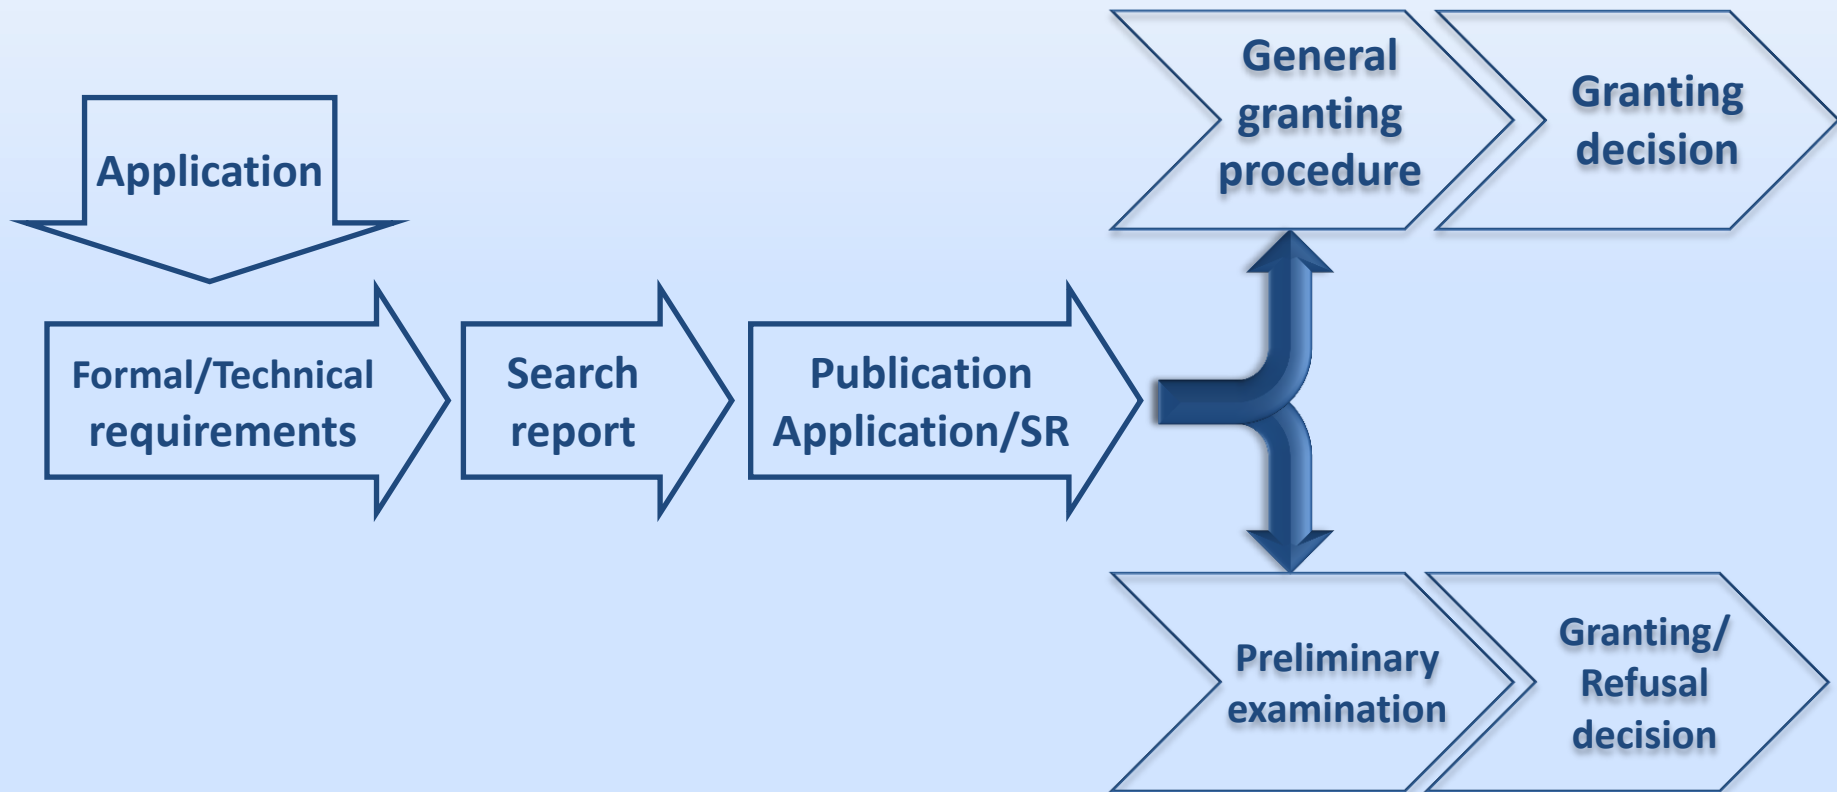 Application
Formal/Technical
requirements
Search
report
Publication
Application/SR
General
granting
procedure
Granting
decision
Preliminary
examination
Granting/
Refusal
decision